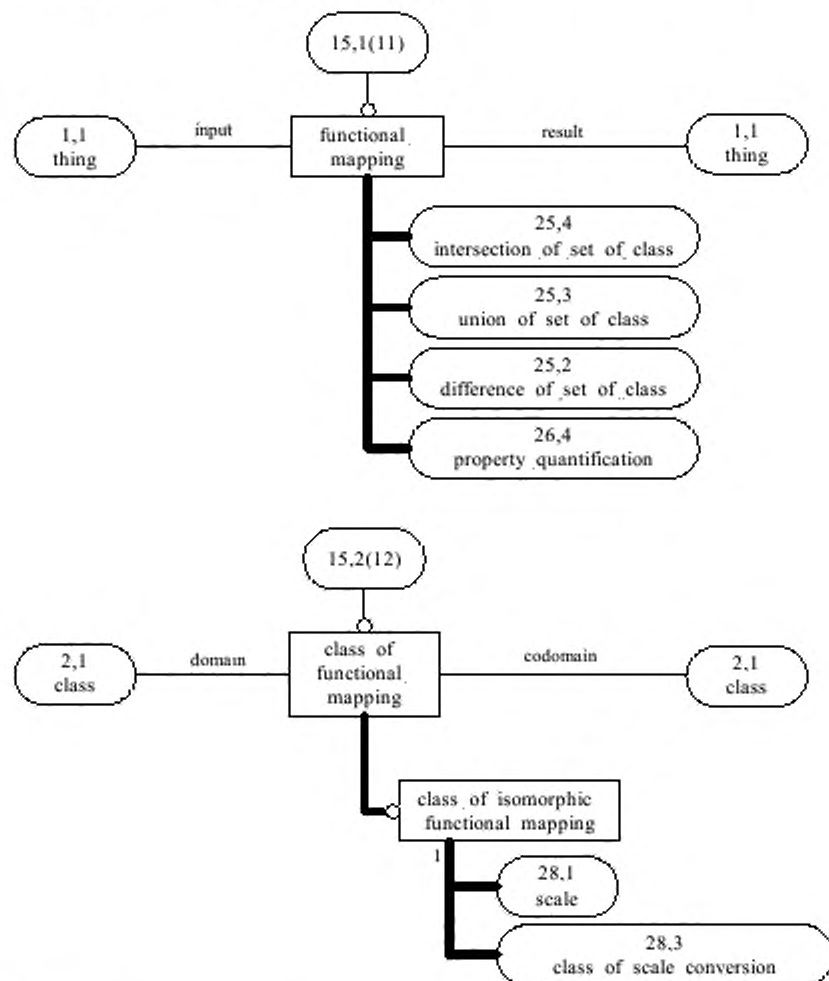 15,1(11)
1,1
thing
input
functional
mapping
result
1,1
thing
25,4
intersection of set of class
25,3
union of set of class
25,2
difference of set of class
26,4
property quantification
15,2(12)
2,1
class
domain
class of
functional
mapping
codomain
2,1
class
class of isomorphic
functional mapping
1
28,1
scale
28,3
class of scale conversion